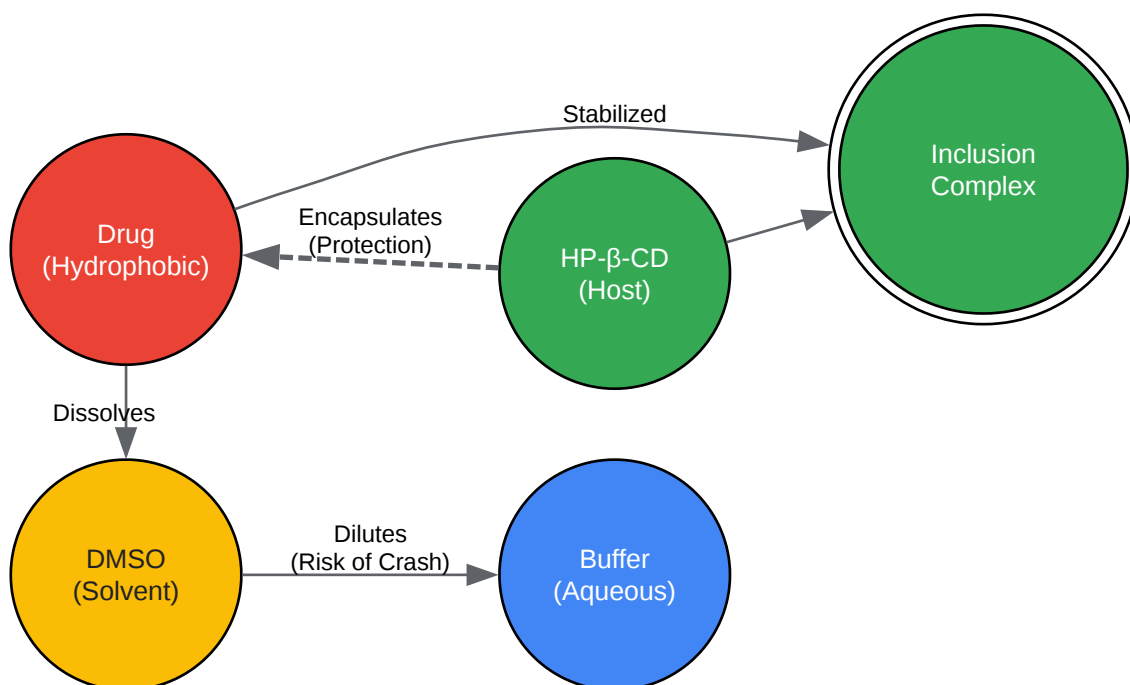 Stabilized
Inclusion
Complex
Encapsulates
(Protection)
Drug
(Hydrophobic)
HP-β-CD
(Host)
Dissolves
Dilutes
(Risk of Crash)
DMSO
(Solvent)
Buffer
(Aqueous)